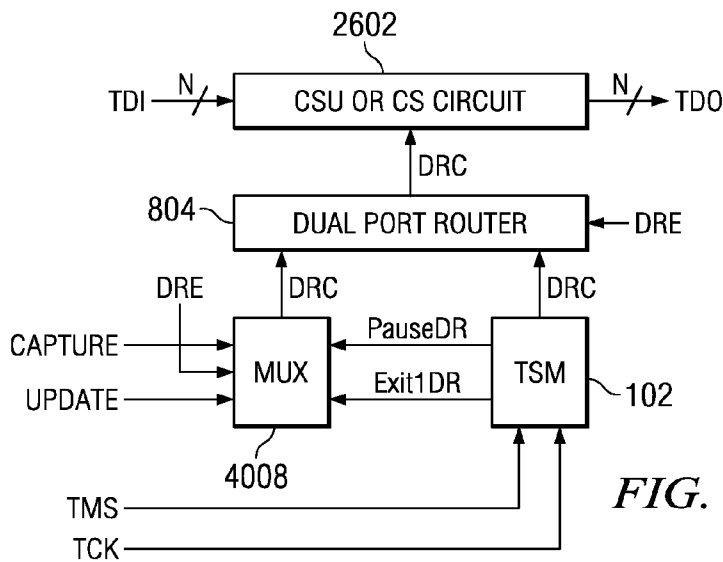 2602
TDI N CSU OR CS CIRCUIT N TDO
DRC
804 DUAL PORT ROUTER DRE
DRE DRC DRC
CAPTURE PauseDR
MUX TSM
UPDATE Exit1DR 102
4008
TMS
TCK
FIG.